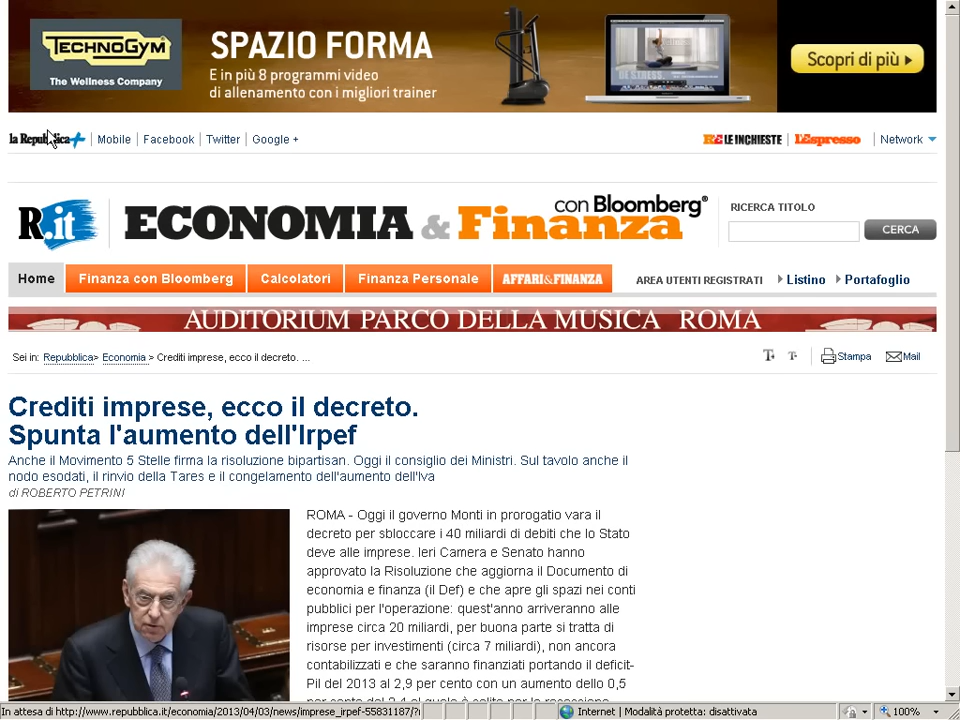 TECHNOGYM
The Wellness Company
SPAZIO FORMA
E in più 8 programmi video
di allenamento con i migliori trainer
Scopri di più
la Repubblica+ | Mobile | Facebook | Twitter | Google +
RE LE INCHIESTE | L'Espresso | Network
R.it
ECONOMIA & Finanza
con Bloomberg®
RICERCA TITOLO
CERCA
Home Finanza con Bloomberg Calcolatori Finanza Personale AFFARI&FINANZA AREA UTENTI REGISTRATI Listino Portafoglio
AUDITORIUM PARCO DELLA MUSICA ROMA
Sei in: Repubblica> Economia > Crediti imprese, ecco il decreto. ...
T+ T- Stampa Mail
Crediti imprese, ecco il decreto.
Spunta l'aumento dell'Irpef
Anche il Movimento 5 Stelle firma la risoluzione bipartisan. Oggi il consiglio dei Ministri. Sul tavolo anche il
nodo esodati, il rinvio della Tares e il congelamento dell'aumento dell'Iva
di ROBERTO PETRINI
ROMA - Oggi il governo Monti in prorogatio vara il
decreto per sbloccare i 40 miliardi di debiti che lo Stato
deve alle imprese. Ieri Camera e Senato hanno
approvato la Risoluzione che aggiorna il Documento di
economia e finanza (il Def) e che apre gli spazi nei conti
pubblici per l'operazione: quest'anno arriveranno alle
imprese circa 20 miliardi, per buona parte si tratta di
risorse per investimenti (circa 7 miliardi), non ancora
contabilizzati e che saranno finanziati portando il deficit-
Pil del 2013 al 2,9 per cento con un aumento dello 0,5
In attesa di http://www.repubblica.it/economia/2013/04/03/news/imprese_irpef-55831187/?
Internet | Modalità protetta: disattivata
100%